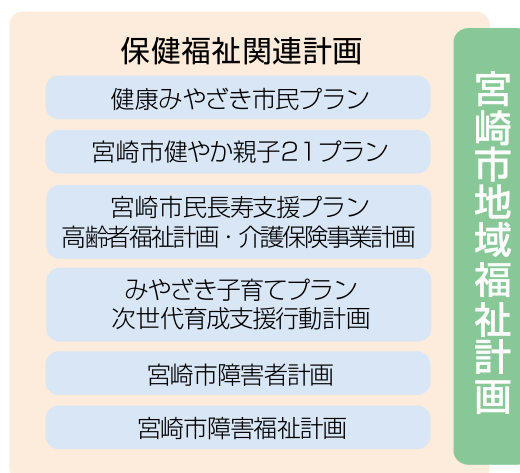 保健福祉関連計画
健康みやざき市民プラン
宮崎市健やか親子21プラン
宮崎市民長寿支援プラン
高齢者福祉計画・介護保険事業計画
みやざき子育てプラン
次世代育成支援行動計画
宮崎市障害者計画
宮崎市障害福祉計画
宮崎市地域福祉計画